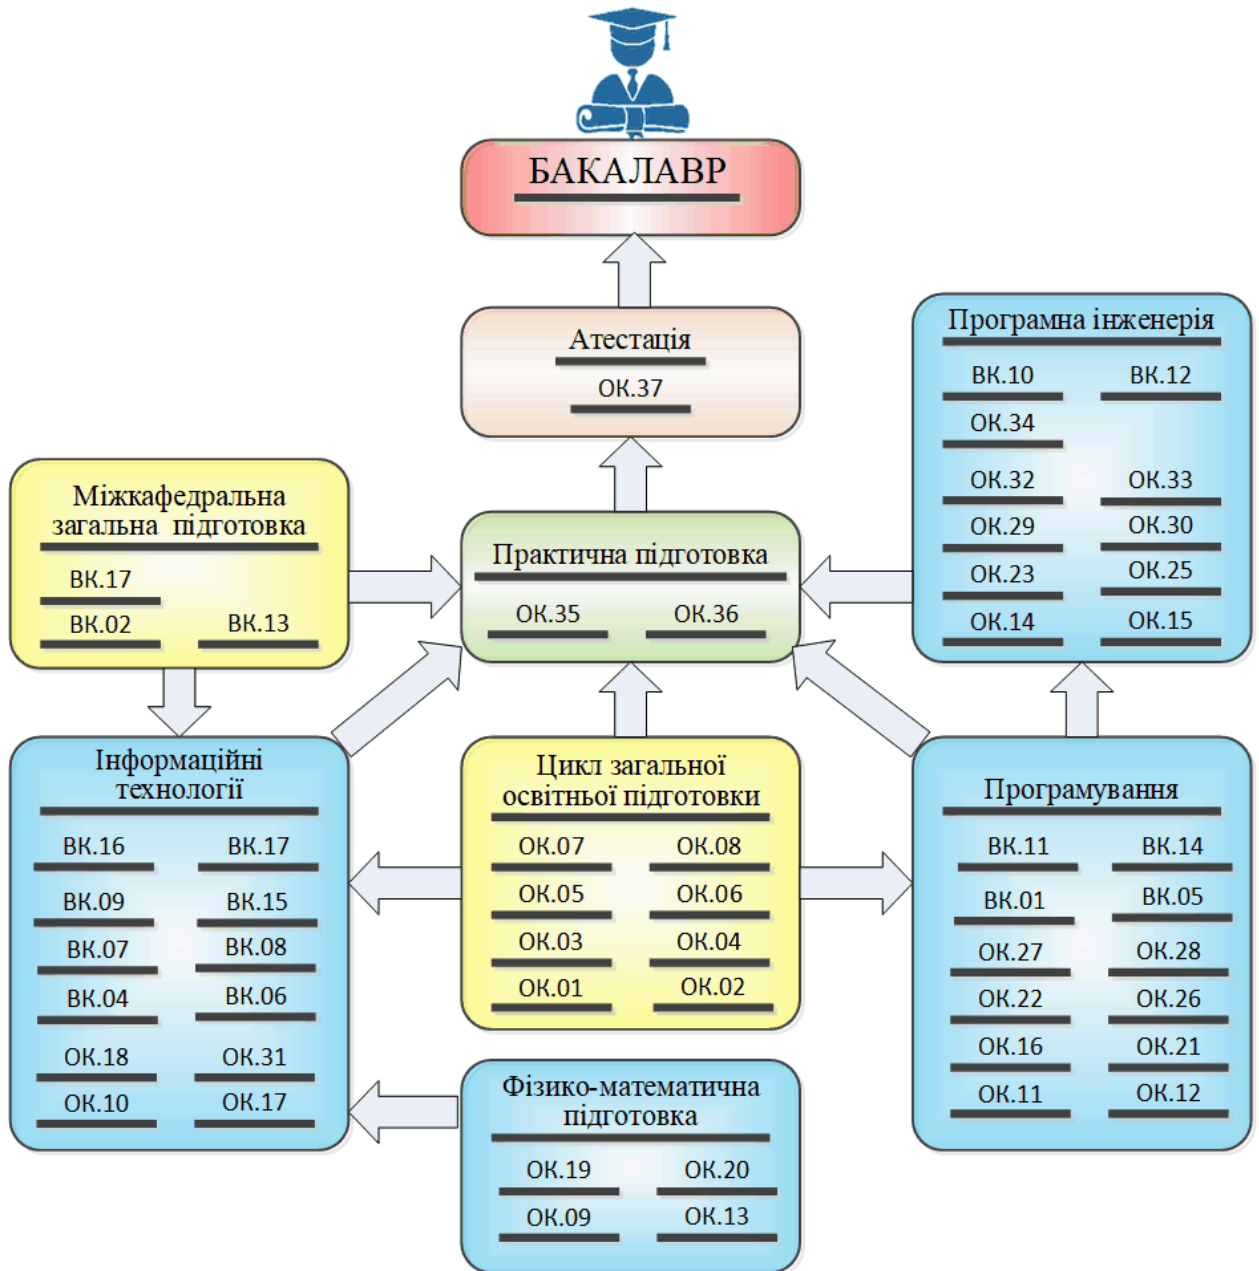 БАКАЛАВР
Атестація
ОК.37
Програмна інженерія
ВК.10 ВК.12
ОК.34
ОК.32 ОК.33
ОК.29 ОК.30
ОК.23 ОК.25
ОК.14 ОК.15
Міжкафедральна
загальна підготовка
ВК.17
ВК.02 ВК.13
Практична підготовка
ОК.35 ОК.36
Інформаційні
технології
ВК.16 ВК.17
ВК.09 ВК.15
ВК.07 ВК.08
ВК.04 ВК.06
ОК.18 ОК.31
ОК.10 ОК.17
Цикл загальної
освітньої підготовки
ОК.07 ОК.08
ОК.05 ОК.06
ОК.03 ОК.04
ОК.01 ОК.02
Програмування
ВК.11 ВК.14
ВК.01 ВК.05
ОК.27 ОК.28
ОК.22 ОК.26
ОК.16 ОК.21
ОК.11 ОК.12
Фізико-математична
підготовка
ОК.19 ОК.20
ОК.09 ОК.13